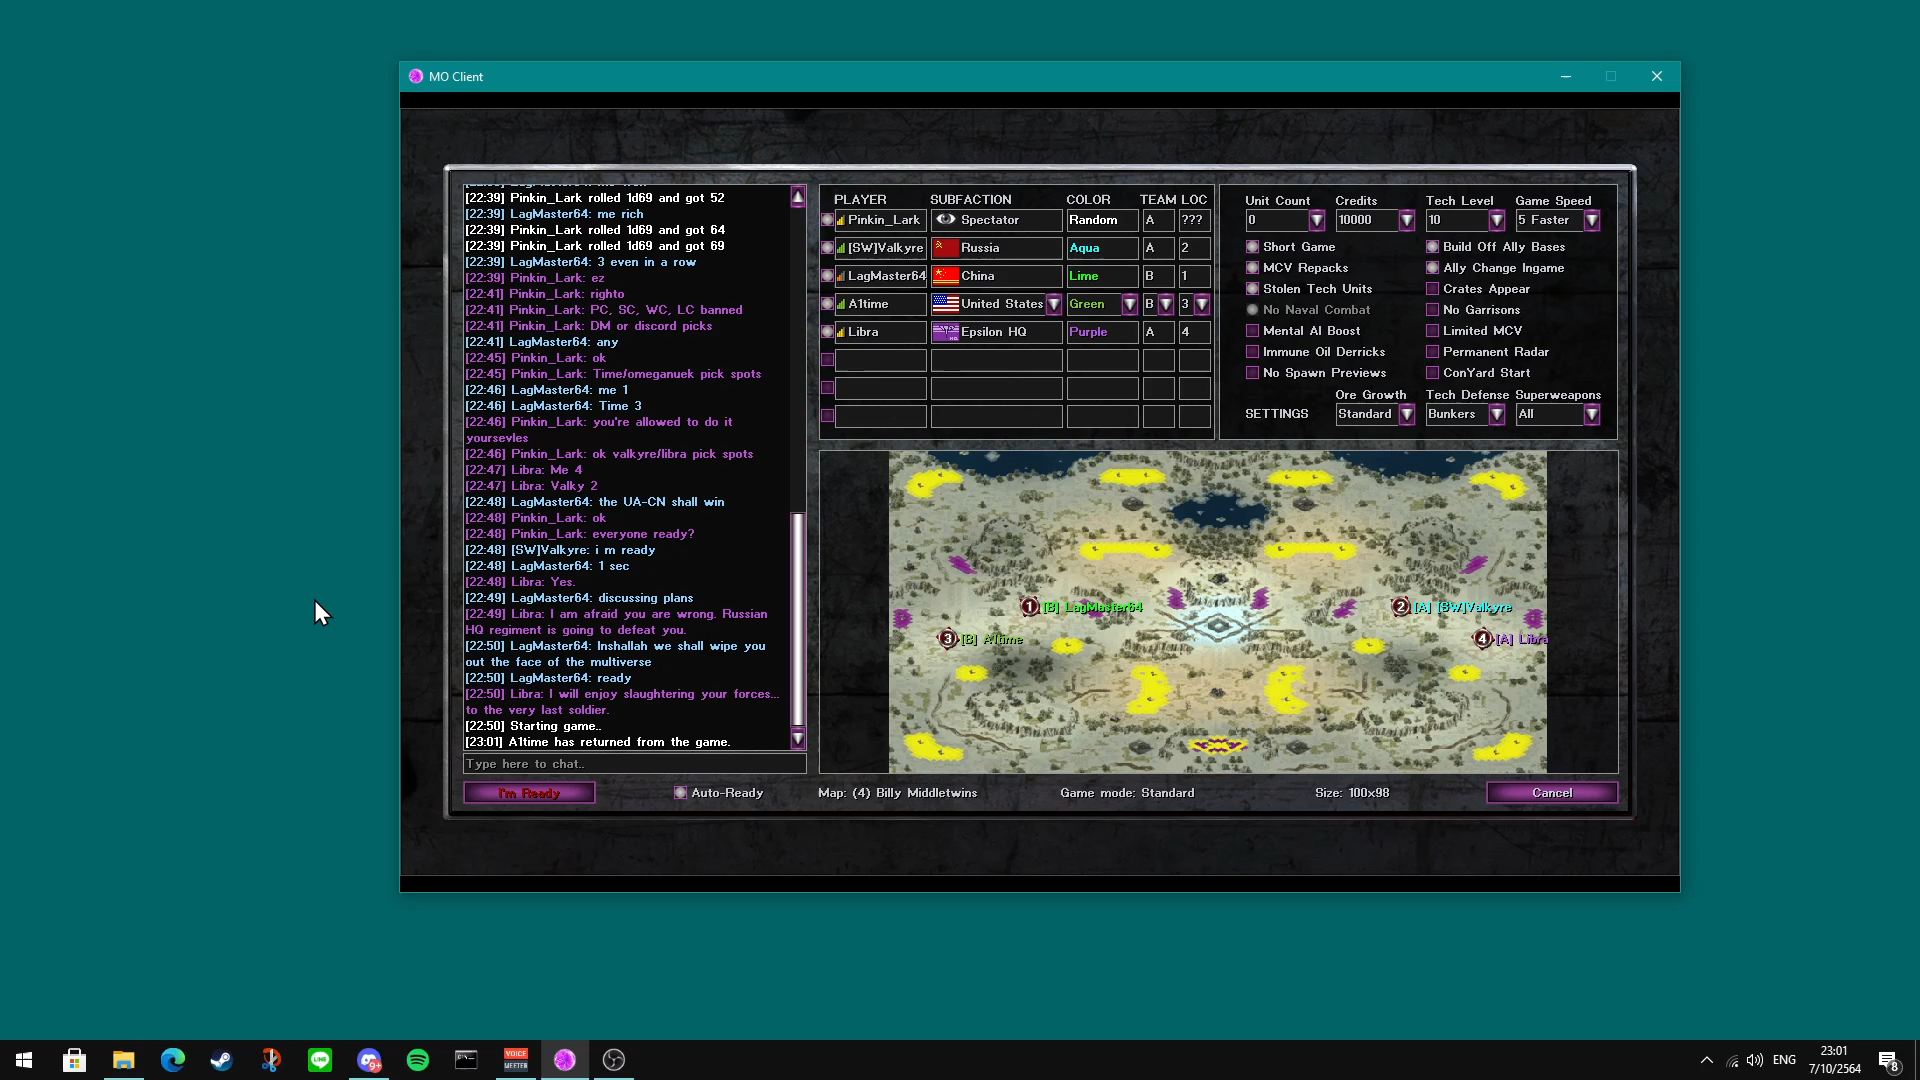 MO Client
[22:39] Pinkin_Lark rolled 1d69 and got 52
[22:39] LagMaster64: me rich
[22:39] Pinkin_Lark rolled 1d69 and got 64
[22:39] Pinkin_Lark rolled 1d69 and got 69
[22:39] LagMaster64: 3 even in a row
[22:39] Pinkin_Lark: ez
[22:41] Pinkin_Lark: righto
[22:41] Pinkin_Lark: PC, SC, WC, LC banned
[22:41] Pinkin_Lark: DM or discord picks
[22:41] LagMaster64: any
[22:45] Pinkin_Lark: ok
[22:45] Pinkin_Lark: Time/omeganuek pick spots
[22:46] LagMaster64: me 1
[22:46] LagMaster64: Time 3
[22:46] Pinkin_Lark: you're allowed to do it
yoursevles
[22:46] Pinkin_Lark: ok valkyre/libra pick spots
[22:47] Libra: Me 4
[22:47] Libra: Valky 2
[22:48] LagMaster64: the UA-CN shall win
[22:48] Pinkin_Lark: ok
[22:48] Pinkin_Lark: everyone ready?
[22:48] [SW]Valkyre: i m ready
[22:48] LagMaster64: 1 sec
[22:48] Libra: Yes.
[22:49] LagMaster64: discussing plans
[22:49] Libra: I am afraid you are wrong. Russian
HQ regiment is going to defeat you.
[22:50] LagMaster64: Inshallah we shall wipe you
out the face of the multiverse
[22:50] LagMaster64: ready
[22:50] Libra: I will enjoy slaughtering your forces...
to the very last soldier.
[22:50] Starting game..
[23:01] A1time has returned from the game.
Type here to chat..
I'm Ready
Auto-Ready
PLAYER SUBFACTION COLOR TEAM LOC
Pinkin_Lark Spectator Random A ???
[SW]Valkyre Russia Aqua A 2
LagMaster64 China Lime B 1
A1time United States Green B 3
Libra Epsilon HQ Purple A 4
Unit Count Credits Tech Level Game Speed
0 10000 10 5 Faster
Short Game Build Off Ally Bases
MCV Repacks Ally Change Ingame
Stolen Tech Units Crates Appear
No Naval Combat No Garrisons
Mental AI Boost Limited MCV
Immune Oil Derricks Permanent Radar
No Spawn Previews ConYard Start
Ore Growth Tech Defense Superweapons
SETTINGS Standard Bunkers All
1 [B] LagMaster64
2 [A] [SW]Valkyre
3 [B] A1time
4 [A] Libra
Map: (4) Billy Middletwins
Game mode: Standard
Size: 100x98
Cancel
LINE
9+
VOICE
MEETER
ENG
23:01
7/10/2564
8